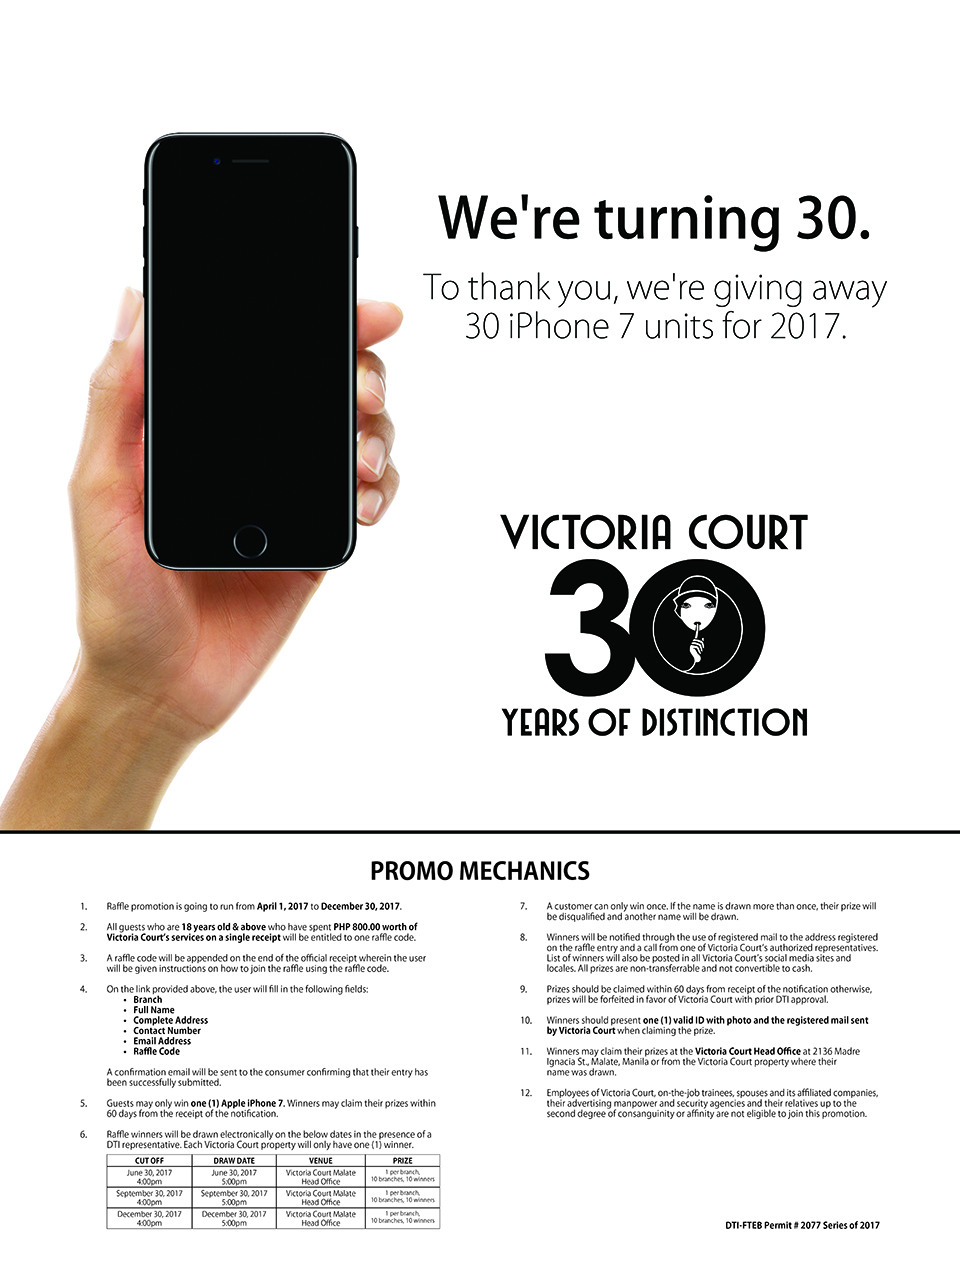 We're turning 30.
To thank you, we're giving away
30 iPhone 7 units for 2017.
VICTORIA COURT
30
YEARS OF DISTINCTION
PROMO MECHANICS
1. Raffle promotion is going to run from April 1, 2017 to December 30, 2017.
2. All guests who are 18 years old & above who have spent PHP 800.00 worth of
Victoria Court's services on a single receipt will be entitled to one raffle code.
3. A raffle code will be appended on the end of the official receipt wherein the user
will be given instructions on how to join the raffle using the raffle code.
4. On the link provided above, the user will fill in the following fields:
• Branch
• Full Name
• Complete Address
• Contact Number
• Email Address
• Raffle Code
A confirmation email will be sent to the consumer confirming that their entry has
been successfully submitted.
5. Guests may only win one (1) Apple iPhone 7. Winners may claim their prizes within
60 days from the receipt of the notification.
6. Raffle winners will be drawn electronically on the below dates in the presence of a
DTI representative. Each Victoria Court property will only have one (1) winner.
CUT OFF DRAW DATE VENUE PRIZE
June 30, 2017 June 30, 2017 Victoria Court Malate 1 per branch,
4:00pm 5:00pm Head Office 10 branches, 10 winners
September 30, 2017 September 30, 2017 Victoria Court Malate 1 per branch,
4:00pm 5:00pm Head Office 10 branches, 10 winners
December 30, 2017 December 30, 2017 Victoria Court Malate 1 per branch,
4:00pm 5:00pm Head Office 10 branches, 10 winners
7. A customer can only win once. If the name is drawn more than once, their prize will
be disqualified and another name will be drawn.
8. Winners will be notified through the use of registered mail to the address registered
on the raffle entry and a call from one of Victoria Court's authorized representatives.
List of winners will also be posted in all Victoria Court's social media sites and
locales. All prizes are non-transferrable and not convertible to cash.
9. Prizes should be claimed within 60 days from receipt of the notification otherwise,
prizes will be forfeited in favor of Victoria Court with prior DTI approval.
10. Winners should present one (1) valid ID with photo and the registered mail sent
by Victoria Court when claiming the prize.
11. Winners may claim their prizes at the Victoria Court Head Office at 2136 Madre
Ignacia St., Malate, Manila or from the Victoria Court property where their
name was drawn.
12. Employees of Victoria Court, on-the-job trainees, spouses and its affiliated companies,
their advertising manpower and security agencies and their relatives up to the
second degree of consanguinity or affinity are not eligible to join this promotion.
DTI-FTEB Permit # 2077 Series of 2017